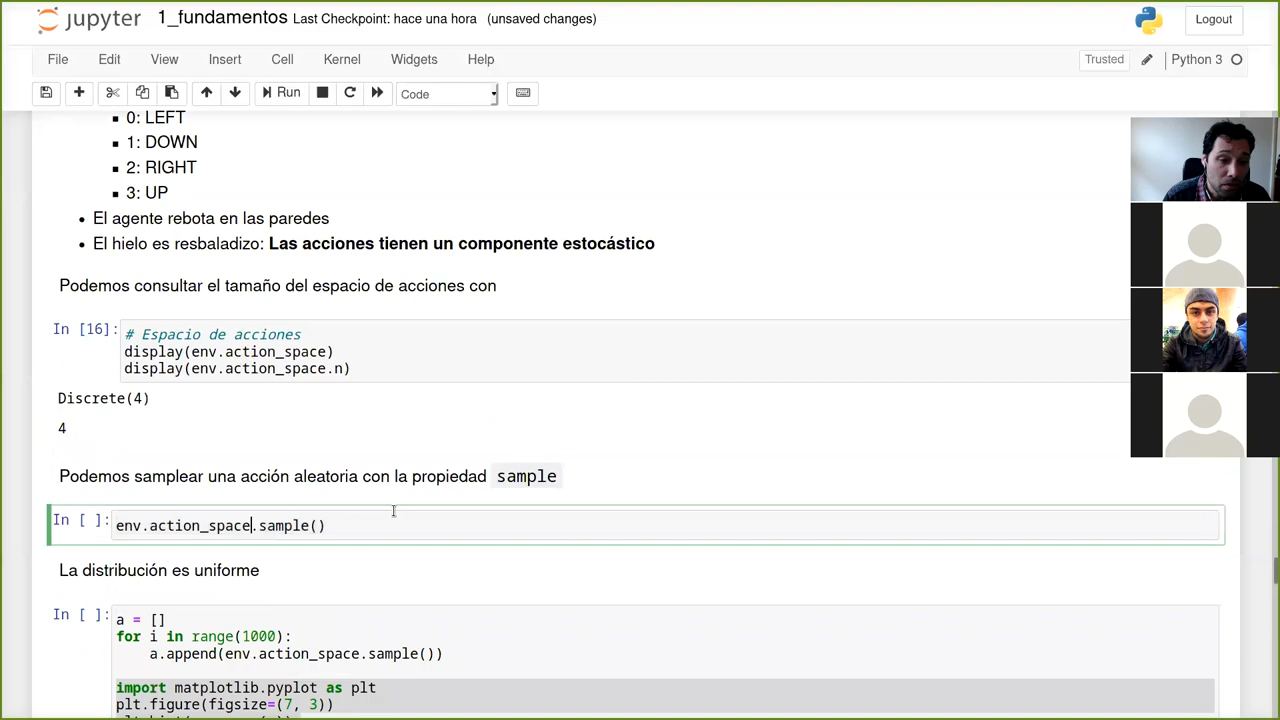 jupyter 1_fundamentos Last Checkpoint: hace una hora (unsaved changes) Logout
File Edit View Insert Cell Kernel Widgets Help Trusted Python 3
Run Code
0: LEFT
1: DOWN
2: RIGHT
3: UP
El agente rebota en las paredes
El hielo es resbaladizo: Las acciones tienen un componente estocástico
Podemos consultar el tamaño del espacio de acciones con
In [16]: # Espacio de acciones
display(env.action_space)
display(env.action_space.n)
Discrete(4)
4
Podemos samplear una acción aleatoria con la propiedad sample
In [ ]: env.action_space.sample()
La distribución es uniforme
In [ ]: a = []
for i in range(1000):
a.append(env.action_space.sample())
import matplotlib.pyplot as plt
plt.figure(figsize=(7, 3))